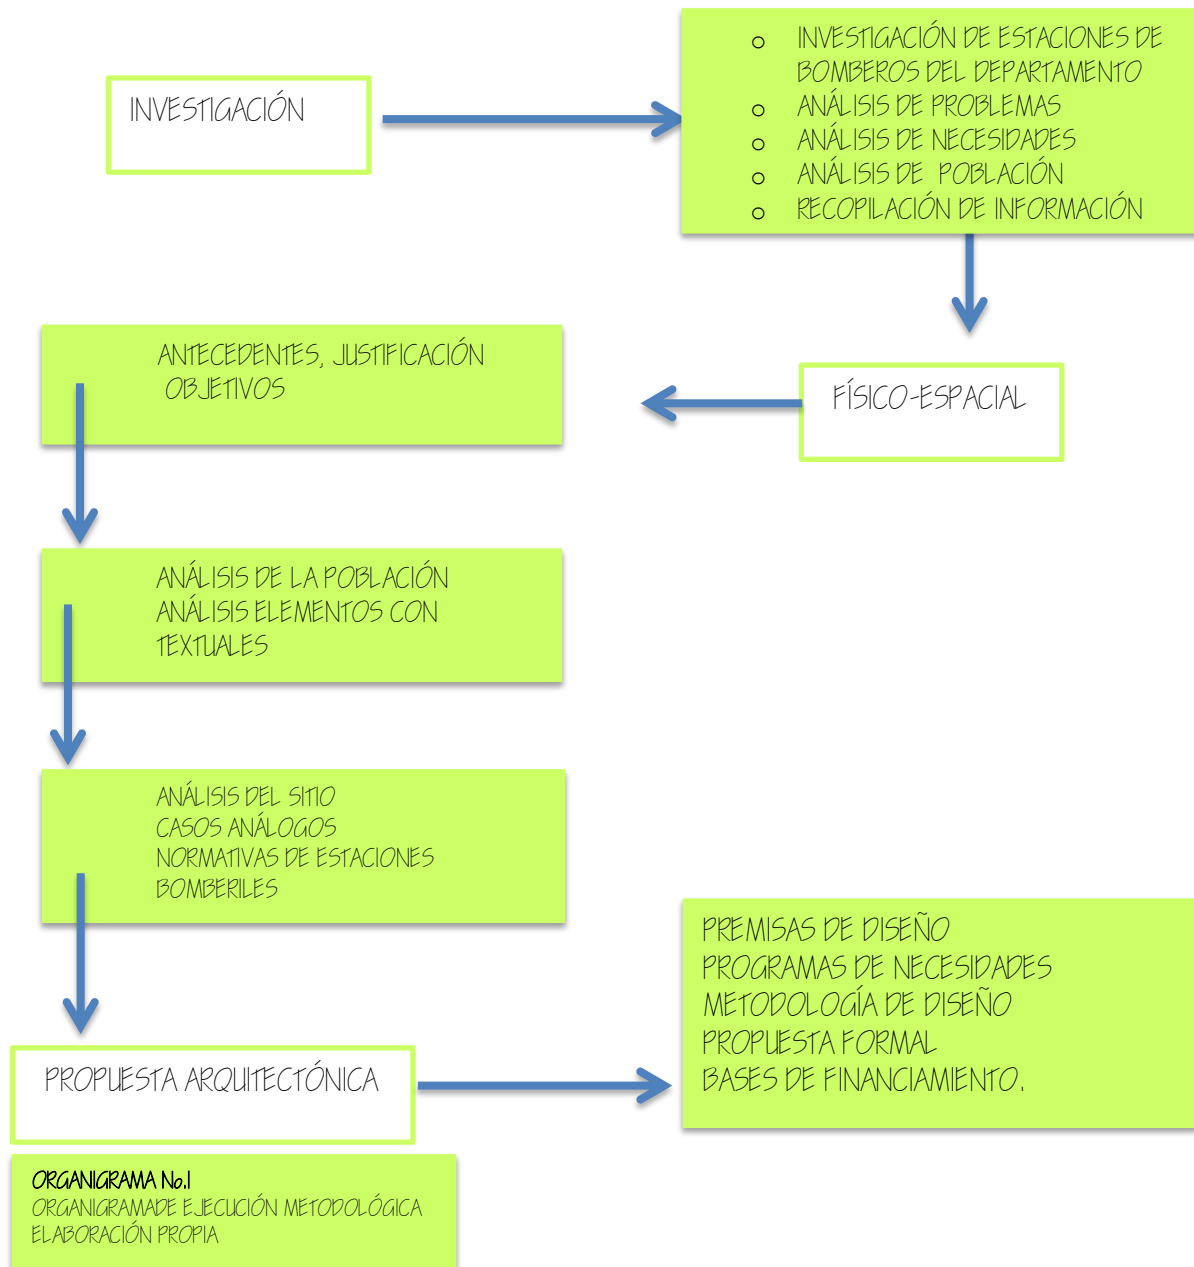 INVESTIGACIÓN
o INVESTIGACIÓN DE ESTACIONES DE
BOMBEROS DEL DEPARTAMENTO
o ANÁLISIS DE PROBLEMAS
o ANÁLISIS DE NECESIDADES
o ANÁLISIS DE POBLACIÓN
o RECOPILACIÓN DE INFORMACIÓN
FÍSICO-ESPACIAL
ANTECEDENTES, JUSTIFICACIÓN
OBJETIVOS
ANÁLISIS DE LA POBLACIÓN
ANÁLISIS ELEMENTOS CON
TEXTUALES
ANÁLISIS DEL SITIO
CASOS ANÁLOGOS
NORMATIVAS DE ESTACIONES
BOMBERILES
PROPUESTA ARQUITECTÓNICA
PREMISAS DE DISEÑO
PROGRAMAS DE NECESIDADES
METODOLOGÍA DE DISEÑO
PROPUESTA FORMAL
BASES DE FINANCIAMIENTO.
ORGANIGRAMA No.1
ORGANIGRAMADE EJECUCIÓN METODOLÓGICA
ELABORACIÓN PROPIA